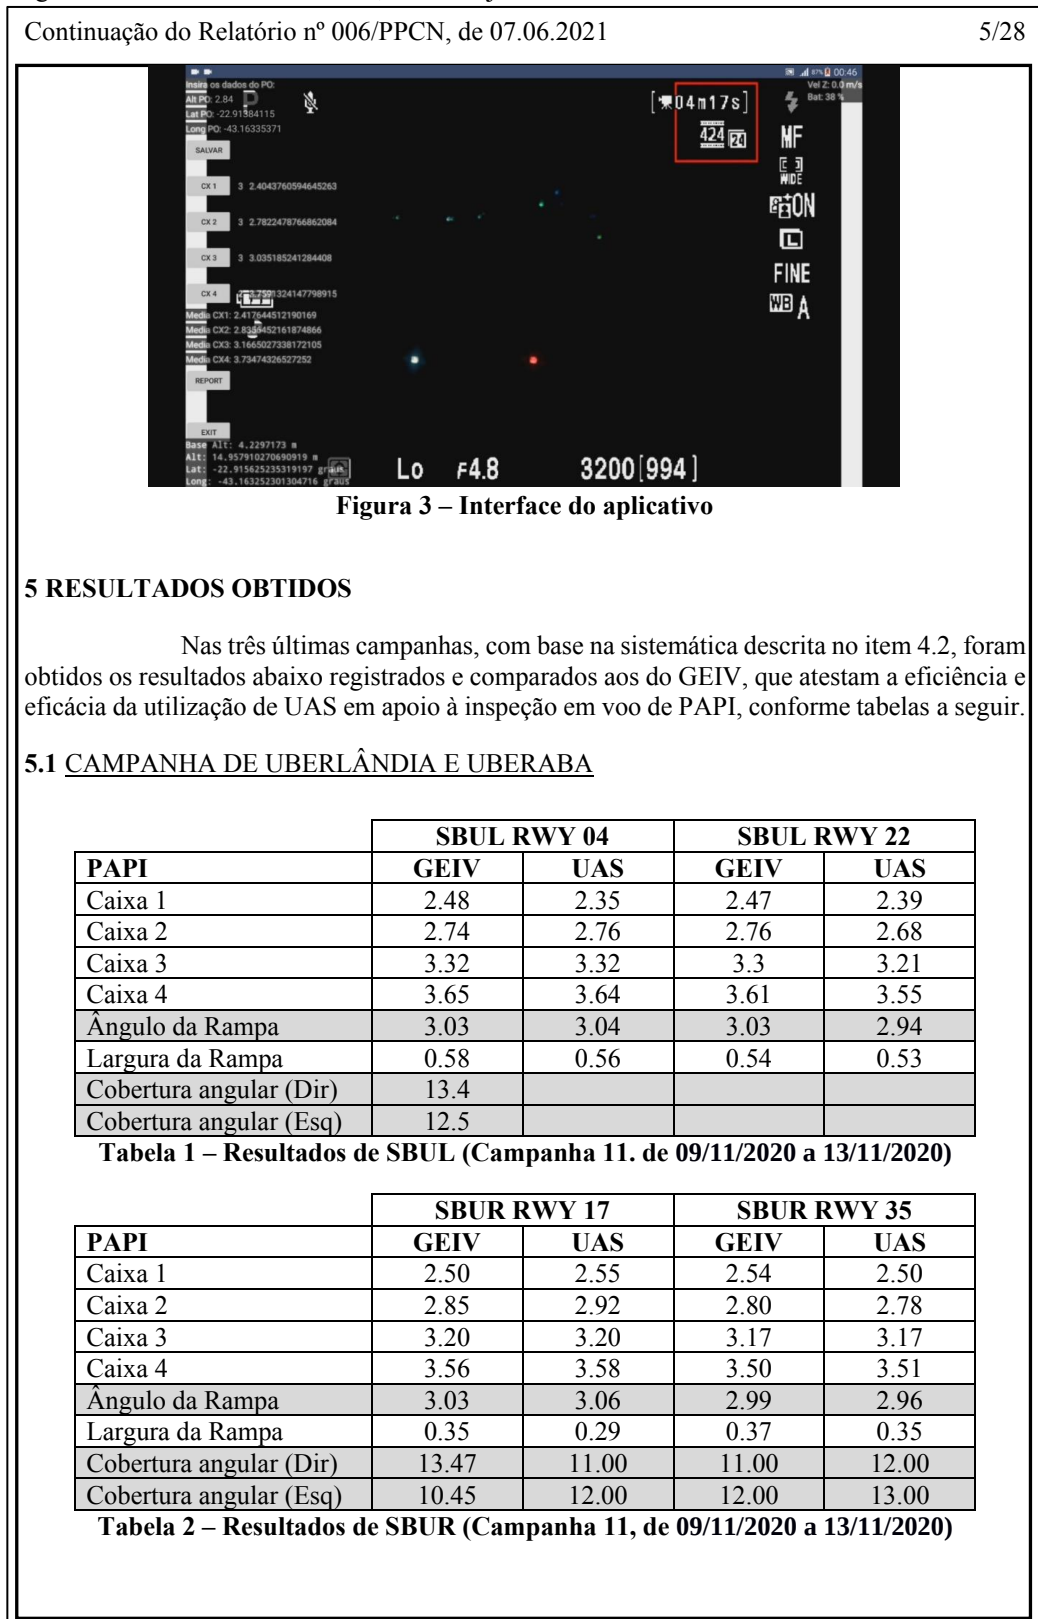 Continuação do Relatório nº 006/PPCN, de 07.06.2021 5/28
00:46
87%
Insira os dados do PO:
Alt PO: 2.84
Lat PO: -22.91384115
Long PO: -43.16335371
Vel Z: 0.0 m/s
Bat: 38 %
[04m17s]
424 24
MF
WIDE
ON
L
FINE
WB A
SALVAR
CX 1 3 2.4043760594645263
CX 2 3 2.7822478766862084
CX 3 3 3.035185241284408
CX 4 3.7591324147798915
Media CX1: 2.417644512190169
Media CX2: 2.8356452161874866
Media CX3: 3.1665027338172105
Media CX4: 3.73474326527252
REPORT
EXIT
Base Alt: 4.2297173 m
Alt: 14.957910270690919 m
Lat: -22.915625235319197 graus
Long: -43.163252301304716 graus
Lo F4.8 3200[994]
Figura 3 – Interface do aplicativo
5 RESULTADOS OBTIDOS
Nas três últimas campanhas, com base na sistemática descrita no item 4.2, foram
obtidos os resultados abaixo registrados e comparados aos do GEIV, que atestam a eficiência e
eficácia da utilização de UAS em apoio à inspeção em voo de PAPI, conforme tabelas a seguir.
5.1 CAMPANHA DE UBERLÂNDIA E UBERABA
SBUL RWY 04 SBUL RWY 22
PAPI GEIV UAS GEIV UAS
Caixa 1 2.48 2.35 2.47 2.39
Caixa 2 2.74 2.76 2.76 2.68
Caixa 3 3.32 3.32 3.3 3.21
Caixa 4 3.65 3.64 3.61 3.55
Ângulo da Rampa 3.03 3.04 3.03 2.94
Largura da Rampa 0.58 0.56 0.54 0.53
Cobertura angular (Dir) 13.4
Cobertura angular (Esq) 12.5
Tabela 1 – Resultados de SBUL (Campanha 11. de 09/11/2020 a 13/11/2020)
SBUR RWY 17 SBUR RWY 35
PAPI GEIV UAS GEIV UAS
Caixa 1 2.50 2.55 2.54 2.50
Caixa 2 2.85 2.92 2.80 2.78
Caixa 3 3.20 3.20 3.17 3.17
Caixa 4 3.56 3.58 3.50 3.51
Ângulo da Rampa 3.03 3.06 2.99 2.96
Largura da Rampa 0.35 0.29 0.37 0.35
Cobertura angular (Dir) 13.47 11.00 11.00 12.00
Cobertura angular (Esq) 10.45 12.00 12.00 13.00
Tabela 2 – Resultados de SBUR (Campanha 11, de 09/11/2020 a 13/11/2020)